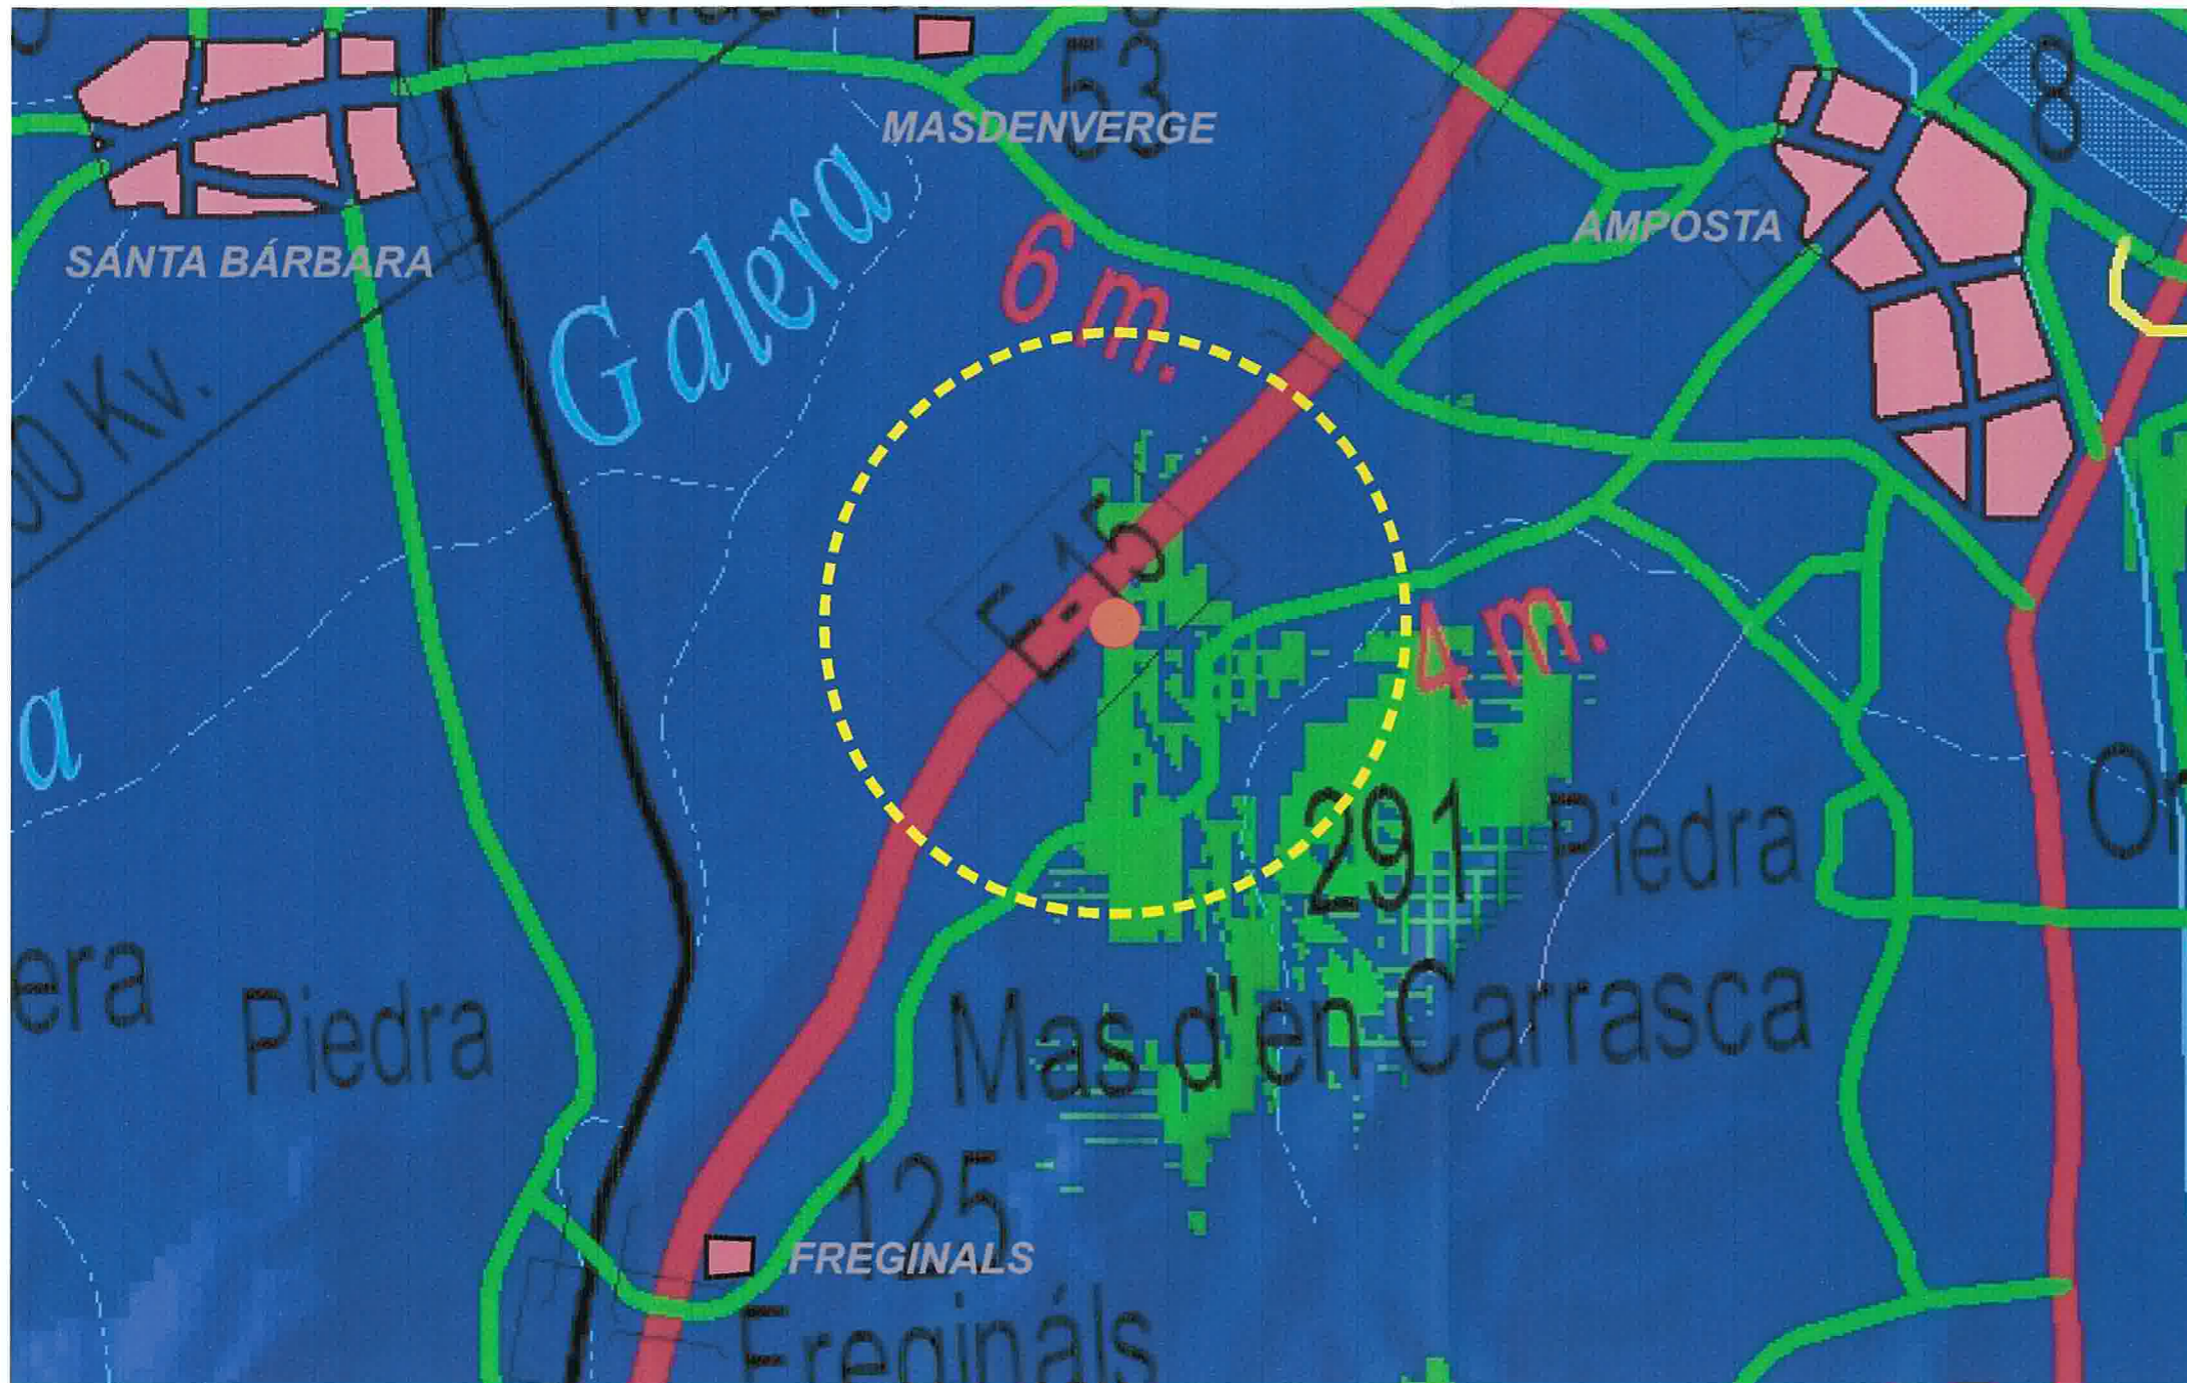 53
8
MASDENVERGE
AMPOSTA
SANTA BÁRBARA
Galera
6 m.
Kv.
E-15
4 m.
a
291
Piedra
era
Piedra
Mas d'en Carrasca
125
FREGINALS
Fregináls